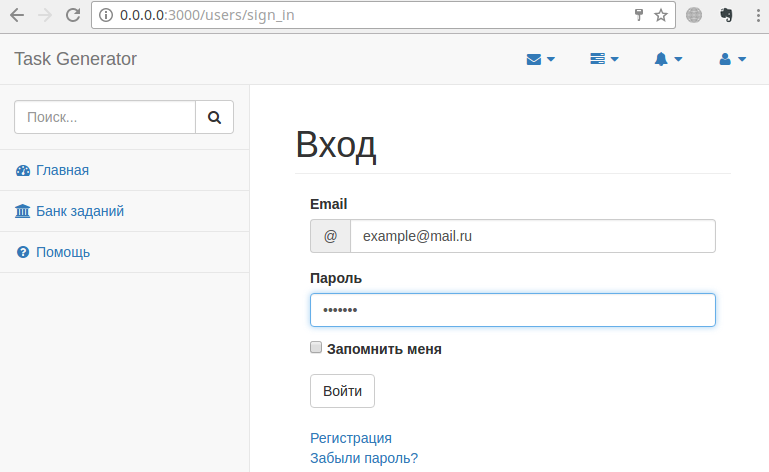 0.0.0.0:3000/users/sign_in
Task Generator
Поиск...
Главная
Банк заданий
Помощь
Вход
Email
@ example@mail.ru
Пароль
•••••••
Запомнить меня
Войти
Регистрация
Забыли пароль?